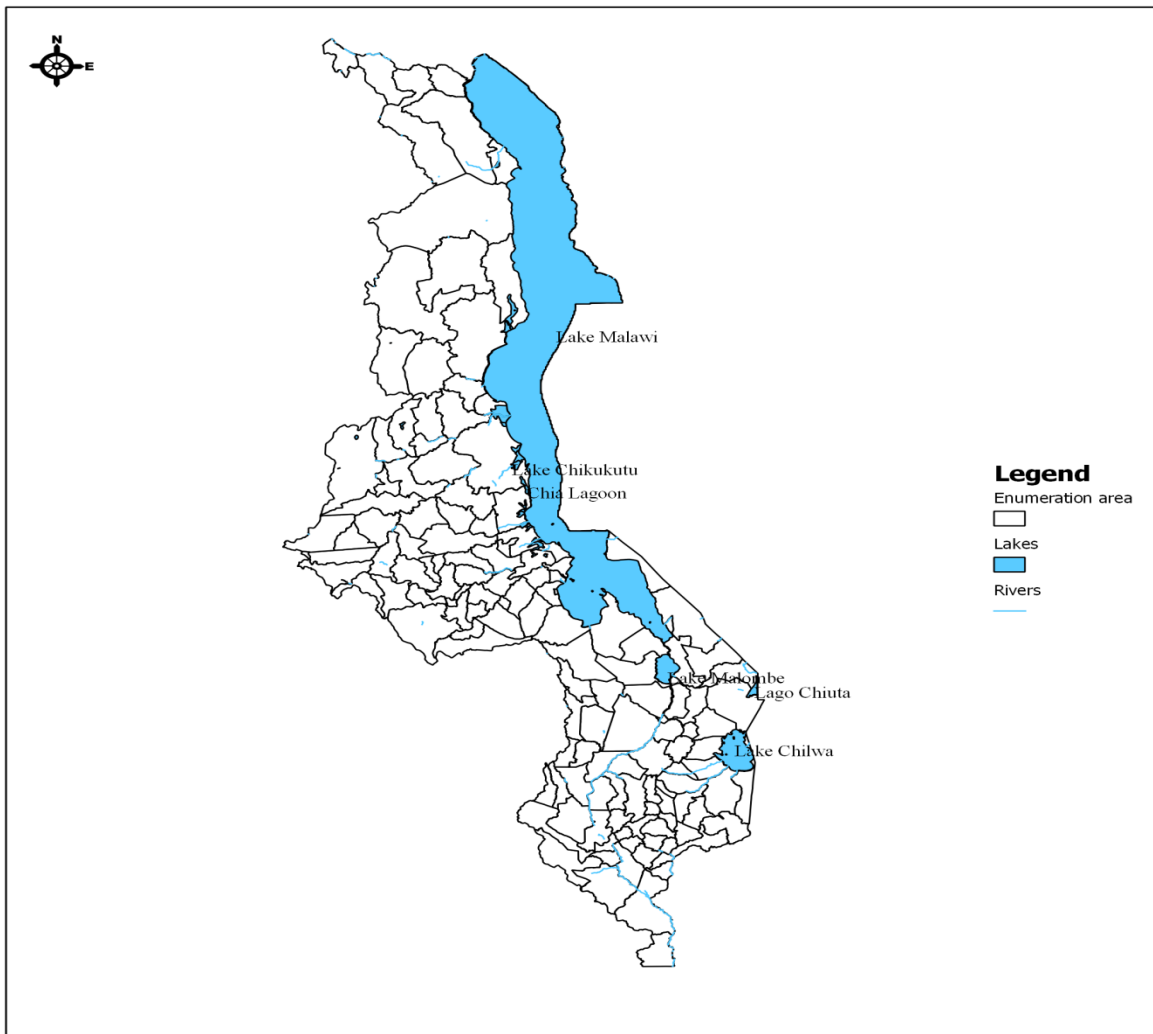 N
E
Lake Malawi
Lake Chikukutu
Chia Lagoon
Lake Malombe
Lago Chiuta
Lake Chilwa
Legend
Enumeration area
Lakes
Rivers